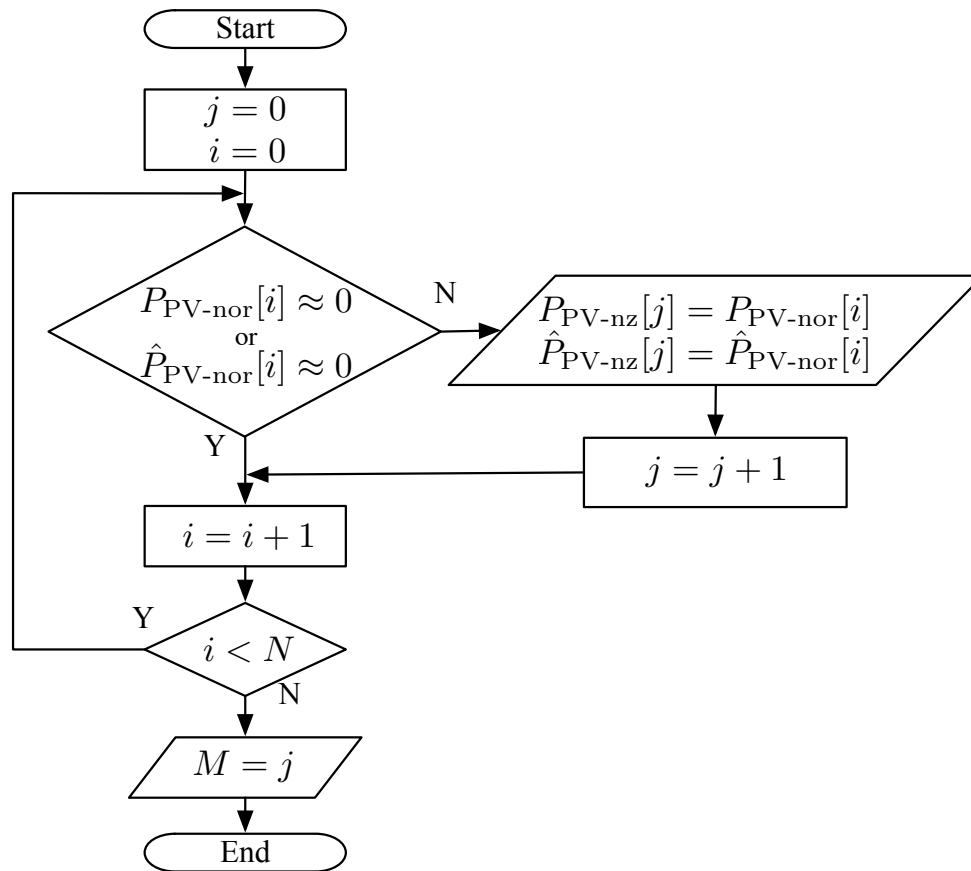 Start
j = 0
i = 0
P_PV-nor[i] ≈ 0
or
P̂_PV-nor[i] ≈ 0
N
P_PV-nz[j] = P_PV-nor[i]
P̂_PV-nz[j] = P̂_PV-nor[i]
Y
j = j + 1
i = i + 1
Y
i < N
N
M = j
End